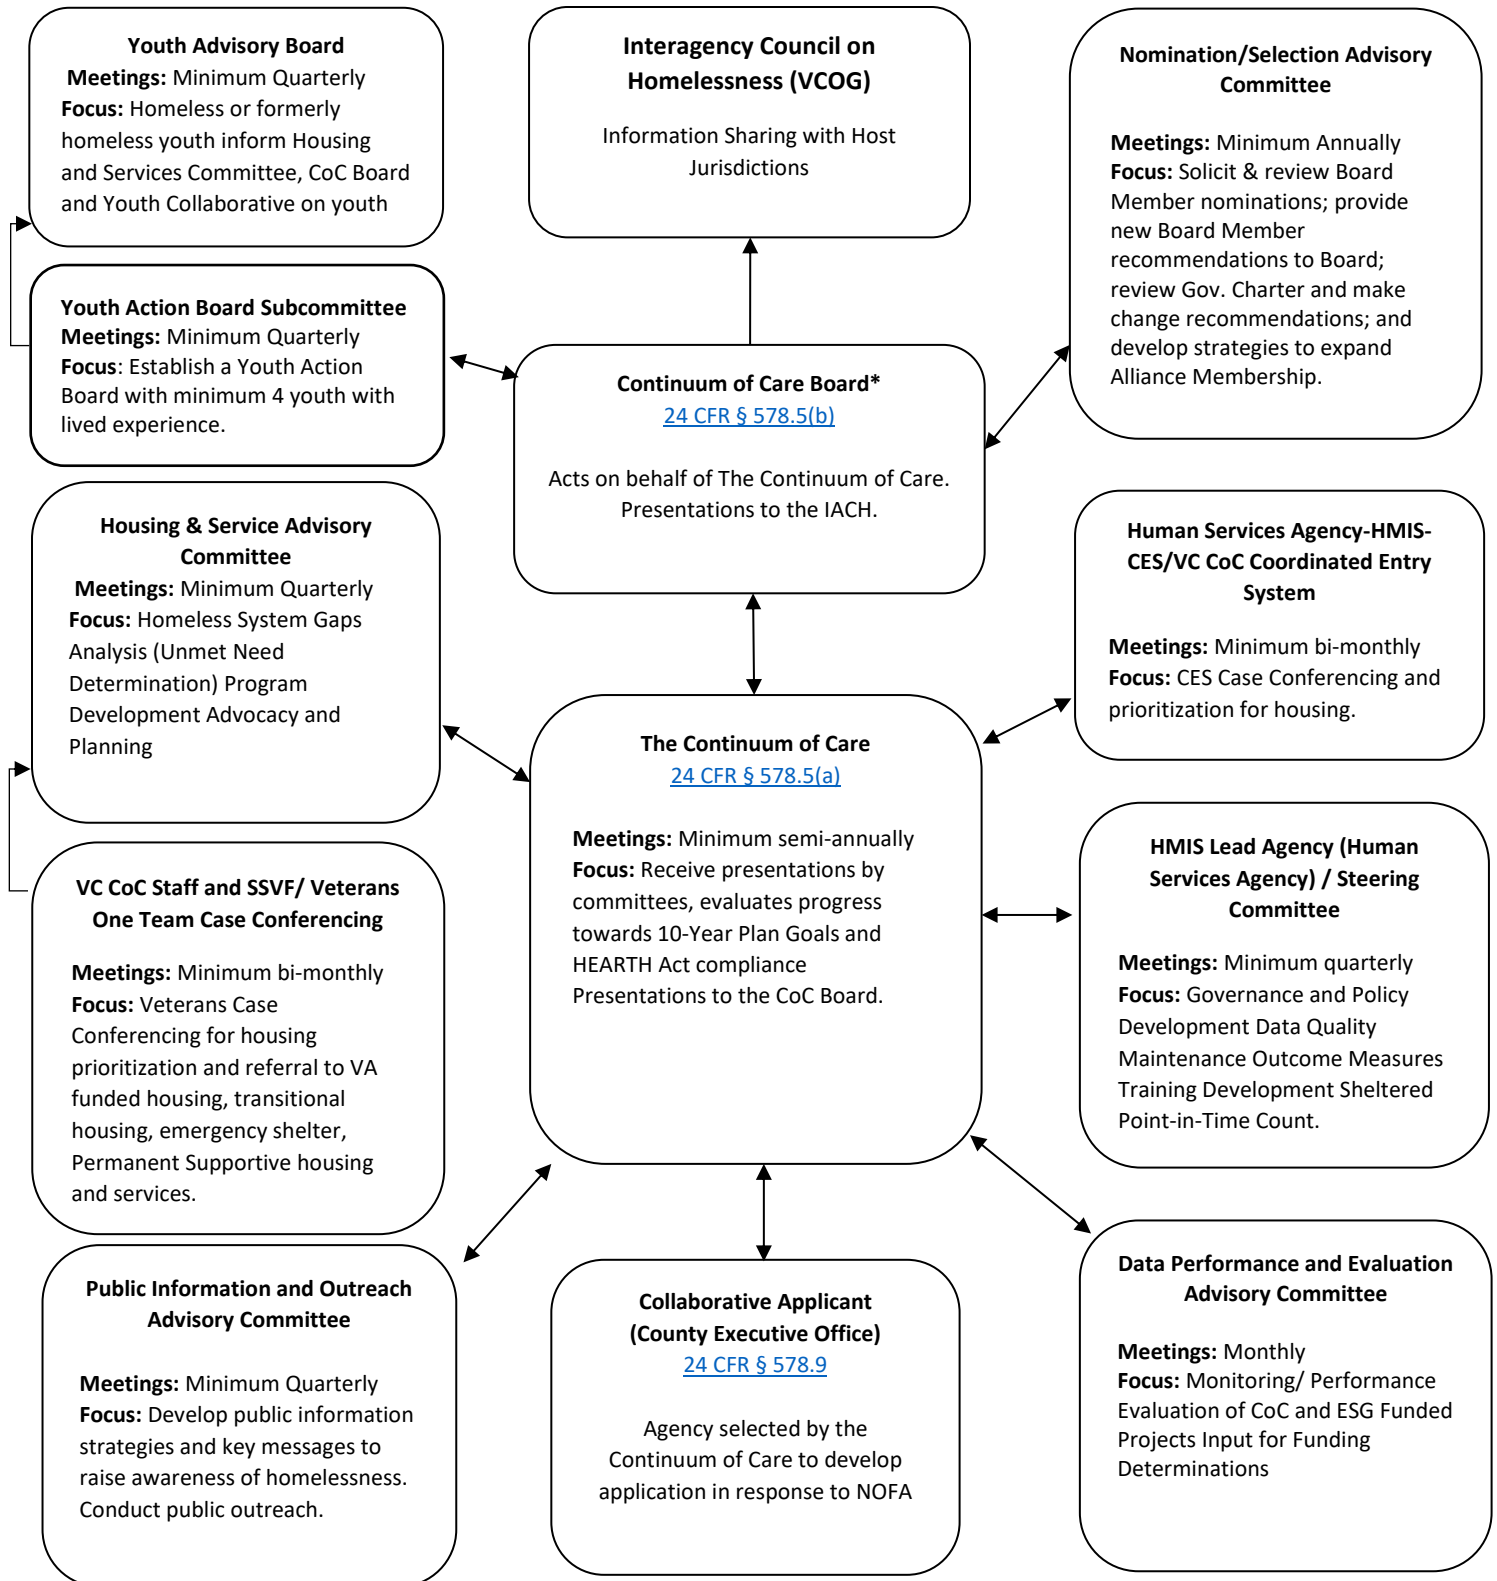 Youth Advisory Board
Meetings: Minimum Quarterly
Focus: Homeless or formerly
homeless youth inform Housing
and Services Committee, CoC Board
and Youth Collaborative on youth
Interagency Council on
Homelessness (VCOG)
Information Sharing with Host
Jurisdictions
Nomination/Selection Advisory
Committee
Meetings: Minimum Annually
Focus: Solicit & review Board
Member nominations; provide
new Board Member
recommendations to Board;
review Gov. Charter and make
change recommendations; and
develop strategies to expand
Alliance Membership.
Youth Action Board Subcommittee
Meetings: Minimum Quarterly
Focus: Establish a Youth Action
Board with minimum 4 youth with
lived experience.
Continuum of Care Board*
24 CFR § 578.5(b)
Acts on behalf of The Continuum of Care.
Presentations to the IACH.
Housing & Service Advisory
Committee
Meetings: Minimum Quarterly
Focus: Homeless System Gaps
Analysis (Unmet Need
Determination) Program
Development Advocacy and
Planning
Human Services Agency-HMIS-
CES/VC CoC Coordinated Entry
System
Meetings: Minimum bi-monthly
Focus: CES Case Conferencing and
prioritization for housing.
The Continuum of Care
24 CFR § 578.5(a)
Meetings: Minimum semi-annually
Focus: Receive presentations by
committees, evaluates progress
towards 10-Year Plan Goals and
HEARTH Act compliance
Presentations to the CoC Board.
HMIS Lead Agency (Human
Services Agency) / Steering
Committee
Meetings: Minimum quarterly
Focus: Governance and Policy
Development Data Quality
Maintenance Outcome Measures
Training Development Sheltered
Point-in-Time Count.
VC CoC Staff and SSVF/ Veterans
One Team Case Conferencing
Meetings: Minimum bi-monthly
Focus: Veterans Case
Conferencing for housing
prioritization and referral to VA
funded housing, transitional
housing, emergency shelter,
Permanent Supportive housing
and services.
Public Information and Outreach
Advisory Committee
Meetings: Minimum Quarterly
Focus: Develop public information
strategies and key messages to
raise awareness of homelessness.
Conduct public outreach.
Collaborative Applicant
(County Executive Office)
24 CFR § 578.9
Agency selected by the
Continuum of Care to develop
application in response to NOFA
Data Performance and Evaluation
Advisory Committee
Meetings: Monthly
Focus: Monitoring/ Performance
Evaluation of CoC and ESG Funded
Projects Input for Funding
Determinations